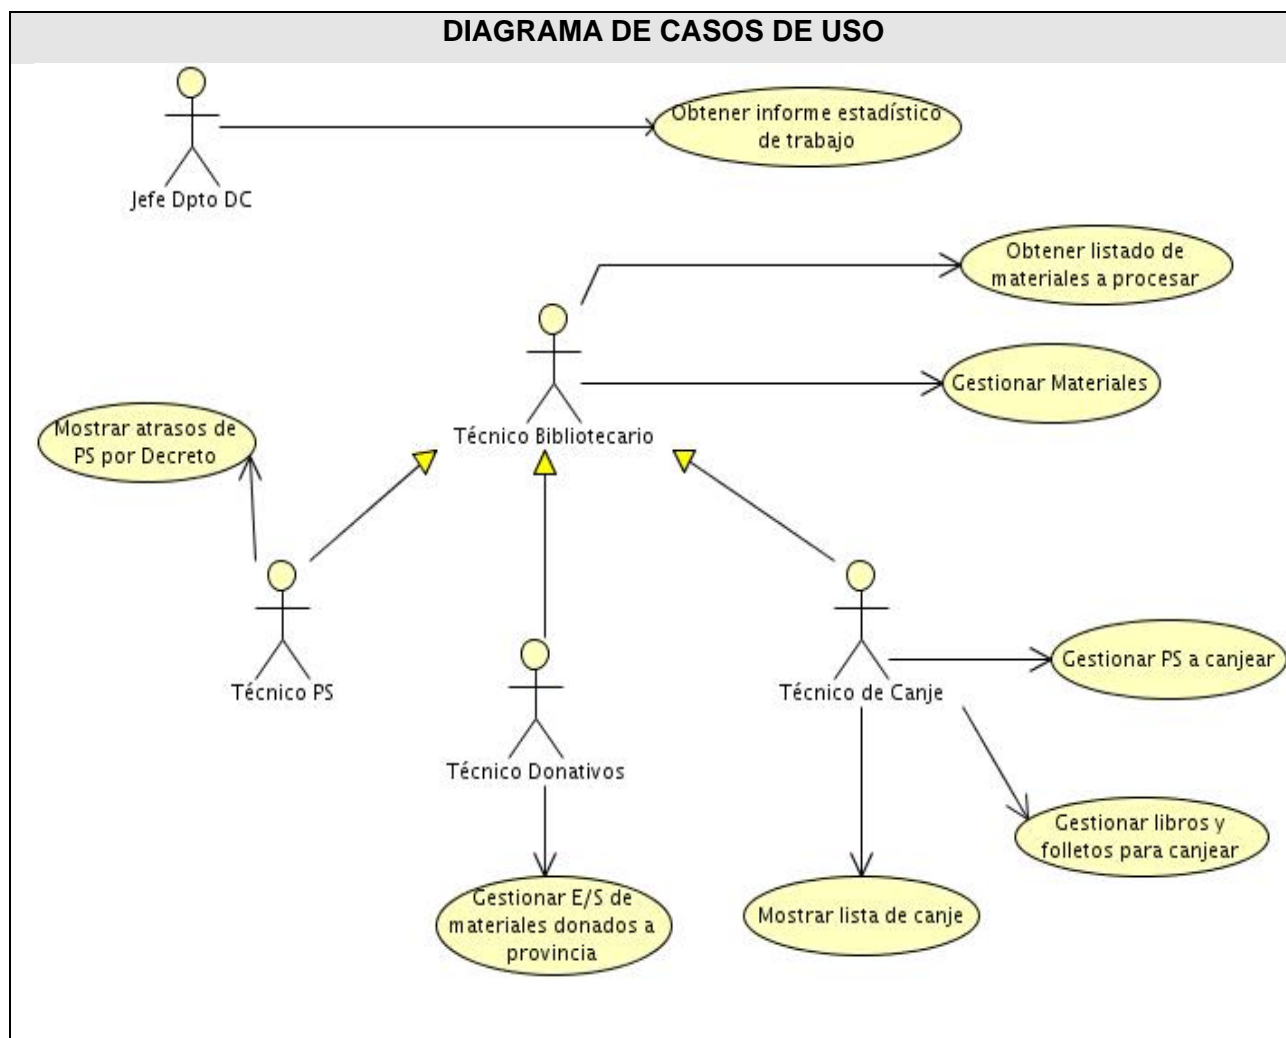 DIAGRAMA DE CASOS DE USO
Obtener informe estadístico
de trabajo
Jefe Dpto DC
Obtener listado de
materiales a procesar
Gestionar Materiales
Técnico Bibliotecario
Mostrar atrasos de
PS por Decreto
Técnico PS
Técnico de Canje
Gestionar PS a canjear
Técnico Donativos
Gestionar libros y
folletos para canjear
Gestionar E/S de
materiales donados a
provincia
Mostrar lista de canje